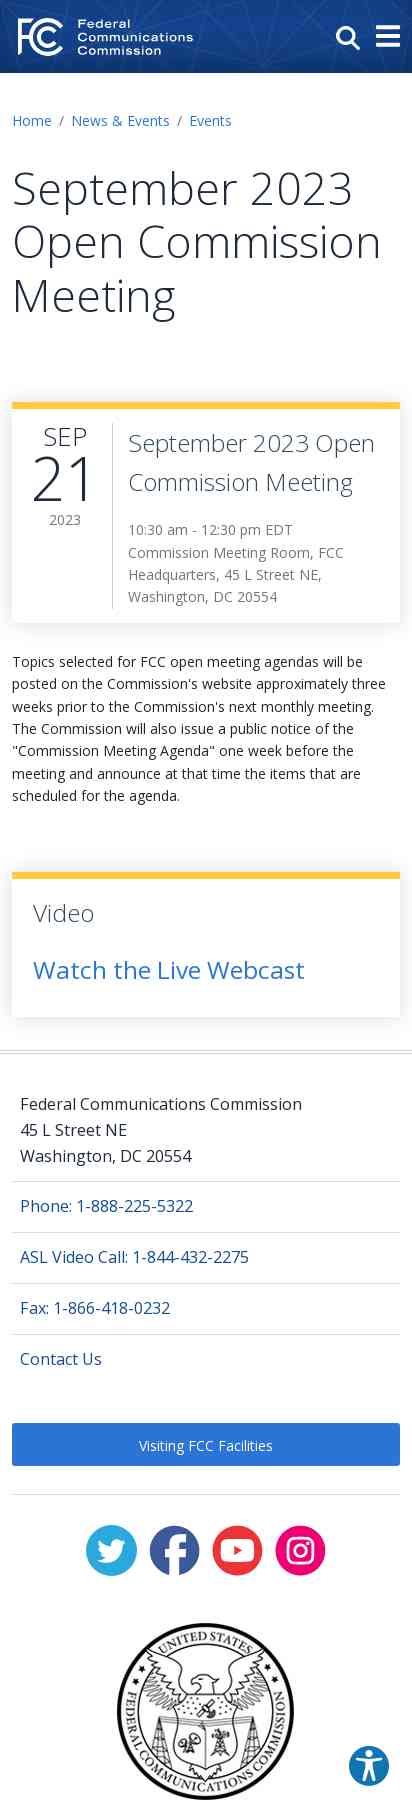 Federal
Communications
Commission
Home / News & Events / Events
September 2023
Open Commission
Meeting
SEP
21
2023
September 2023 Open
Commission Meeting
10:30 am - 12:30 pm EDT
Commission Meeting Room, FCC
Headquarters, 45 L Street NE,
Washington, DC 20554
Topics selected for FCC open meeting agendas will be
posted on the Commission's website approximately three
weeks prior to the Commission's next monthly meeting.
The Commission will also issue a public notice of the
"Commission Meeting Agenda" one week before the
meeting and announce at that time the items that are
scheduled for the agenda.
Video
Watch the Live Webcast
Federal Communications Commission
45 L Street NE
Washington, DC 20554
Phone: 1-888-225-5322
ASL Video Call: 1-844-432-2275
Fax: 1-866-418-0232
Contact Us
Visiting FCC Facilities
UNITED STATES
FEDERAL COMMUNICATIONS COMMISSION